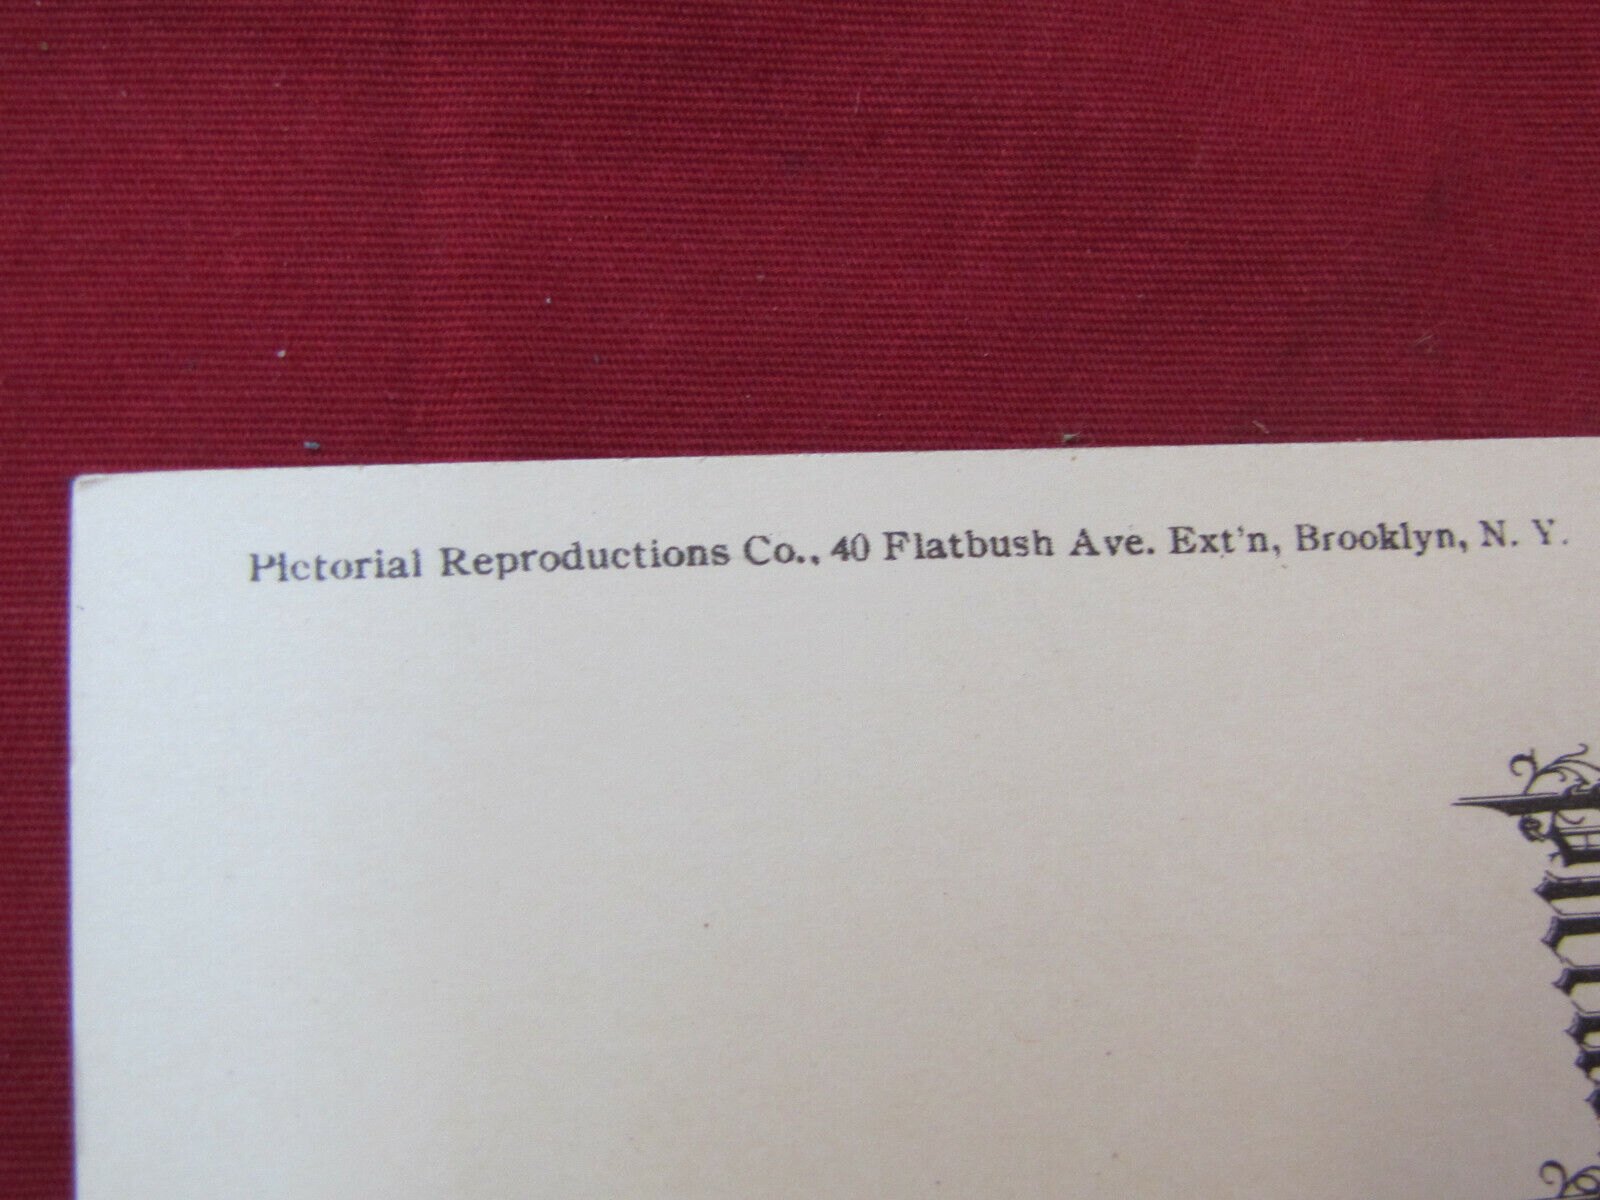 Pictorial Reproductions Co., 40 Flatbush Ave. Ext'n, Brooklyn, N. Y.